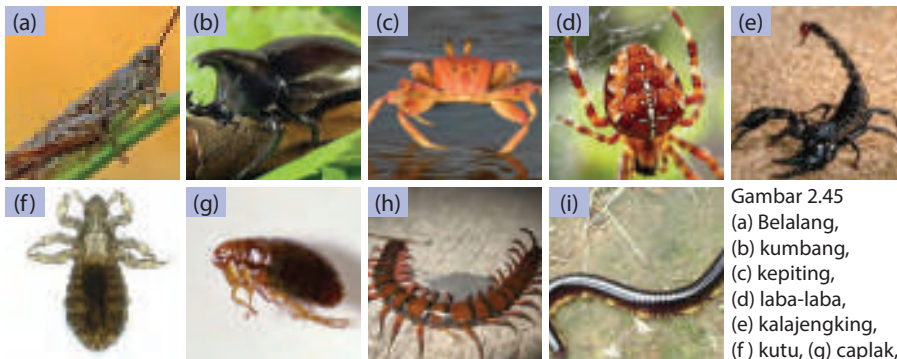 (a)
(b)
(c)
(d)
(e)
(f)
(g)
(h)
(i)
Gambar 2.45
(a) Belalang,
(b) kumbang,
(c) kepiting,
(d) laba-laba,
(e) kalajengking,
(f) kutu, (g) caplak,